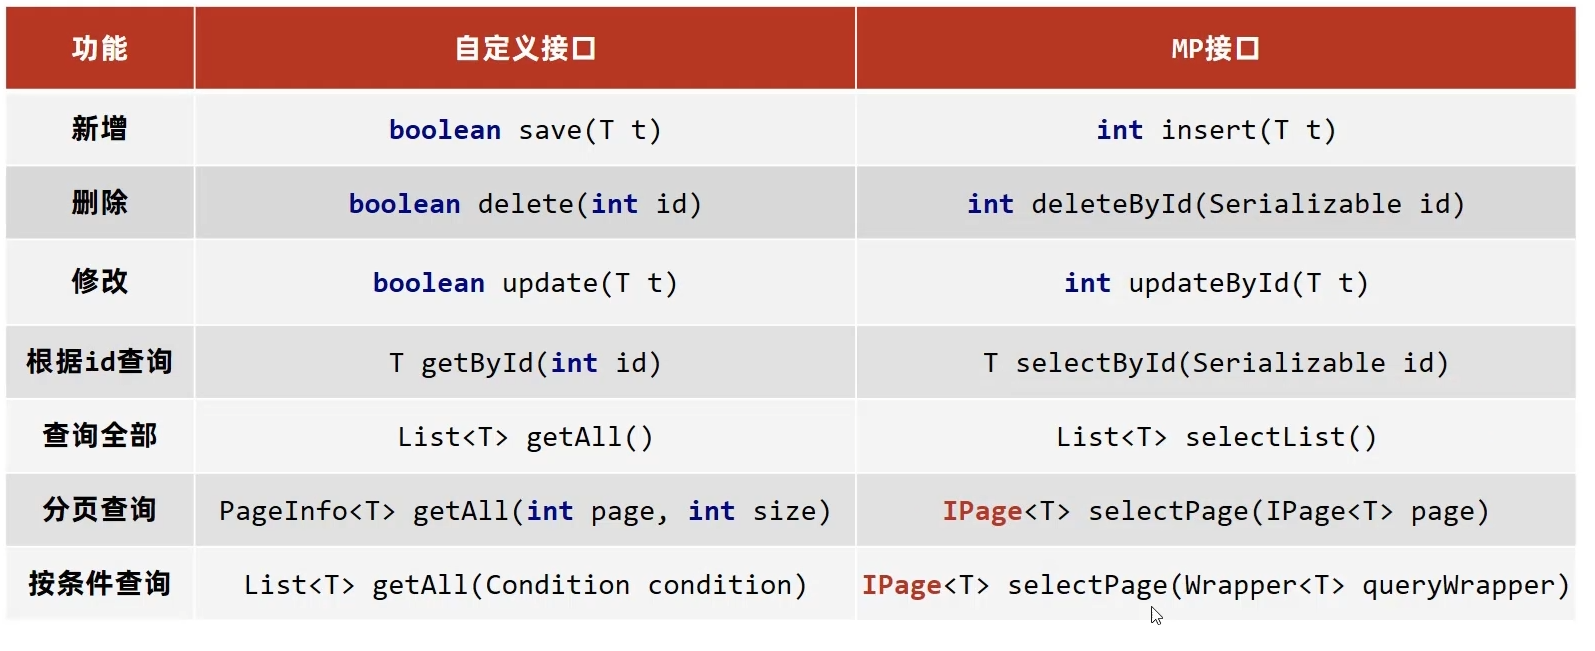 功能 自定义接口 MP接口
新增 boolean save(T t) int insert(T t)
删除 boolean delete(int id) int deleteById(Serializable id)
修改 boolean update(T t) int updateById(T t)
根据id查询 T getById(int id) T selectById(Serializable id)
查询全部 List<T> getAll() List<T> selectList()
分页查询 PageInfo<T> getAll(int page, int size) IPage<T> selectPage(IPage<T> page)
按条件查询 List<T> getAll(Condition condition) IPage<T> selectPage(Wrapper<T> queryWrapper)